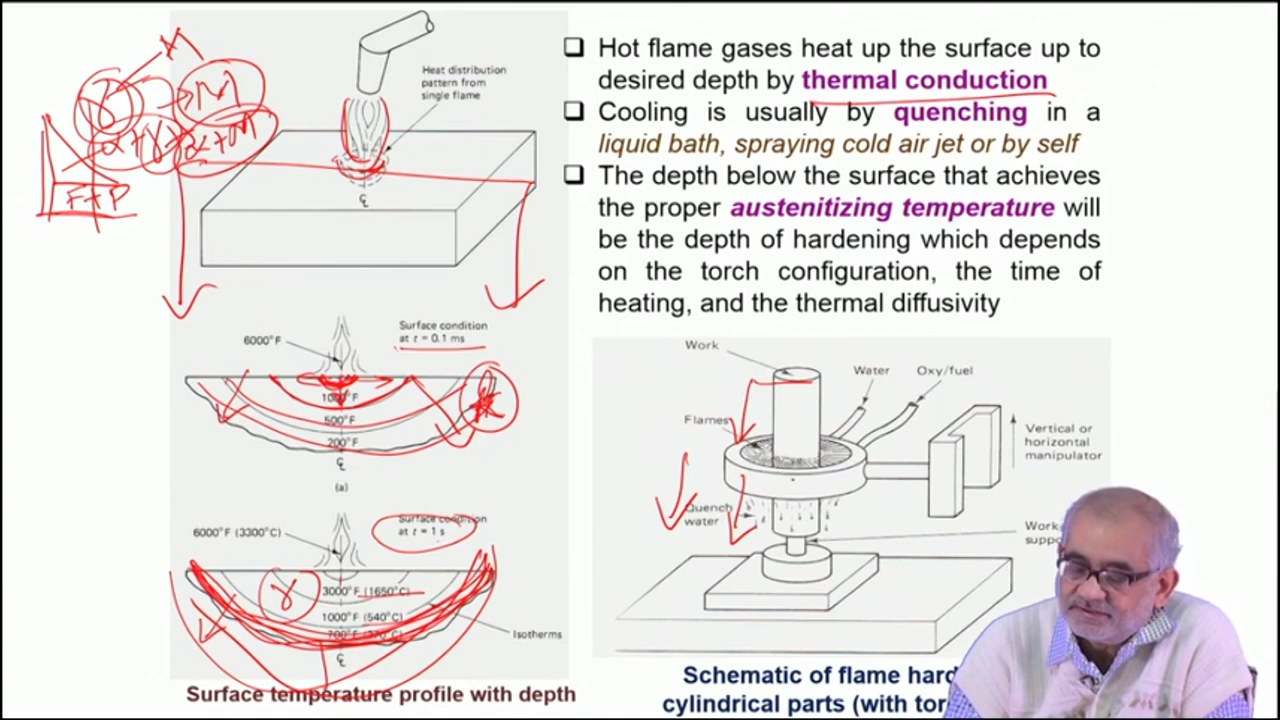 γ → M
α+γ → α+M
F+P
Heat distribution
pattern from
single flame
℄
Surface condition
at t = 0.1 ms
6000°F
500°F
200°F
℄
(a)
Surface condition
at t = 1 s
6000°F (3300°C)
γ
3000°F (1650°C)
1000°F (540°C)
Isotherms
℄
Surface temperature profile with depth
❑ Hot flame gases heat up the surface up to
desired depth by thermal conduction
❑ Cooling is usually by quenching in a
liquid bath, spraying cold air jet or by self
❑ The depth below the surface that achieves
the proper austenitizing temperature will
be the depth of hardening which depends
on the torch configuration, the time of
heating, and the thermal diffusivity
Work
Water
Oxy/fuel
Flames
Vertical or
horizontal
manipulator
Quench
water
Work
Schematic of flame hard
cylindrical parts (with